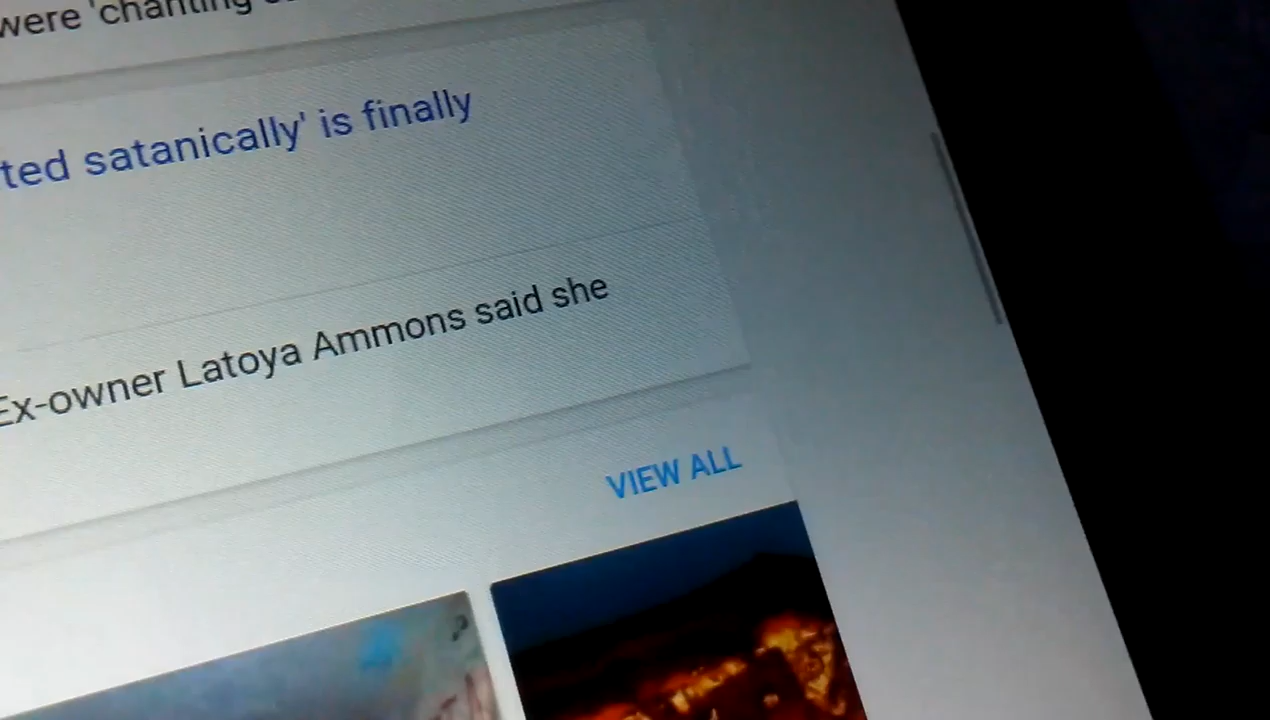 were 'chanting
ted satanically' is finally
Ex-owner Latoya Ammons said she
VIEW ALL